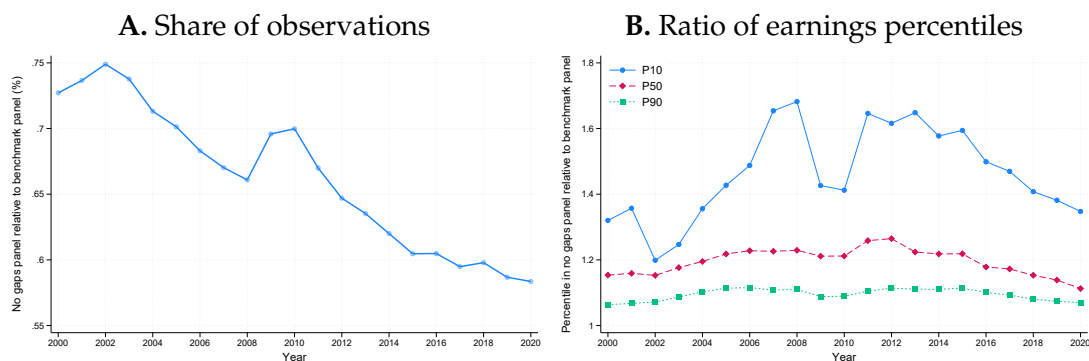 A. Share of observations
No gaps panel relative to benchmark panel (%)
.75
.7
.65
.6
.55
2000 2002 2004 2006 2008 2010 2012 2014 2016 2018 2020
Year
B. Ratio of earnings percentiles
Percentile in no gaps panel relative to benchmark panel
1.8
1.6
1.4
1.2
1
P10
P50
P90
2000 2002 2004 2006 2008 2010 2012 2014 2016 2018 2020
Year